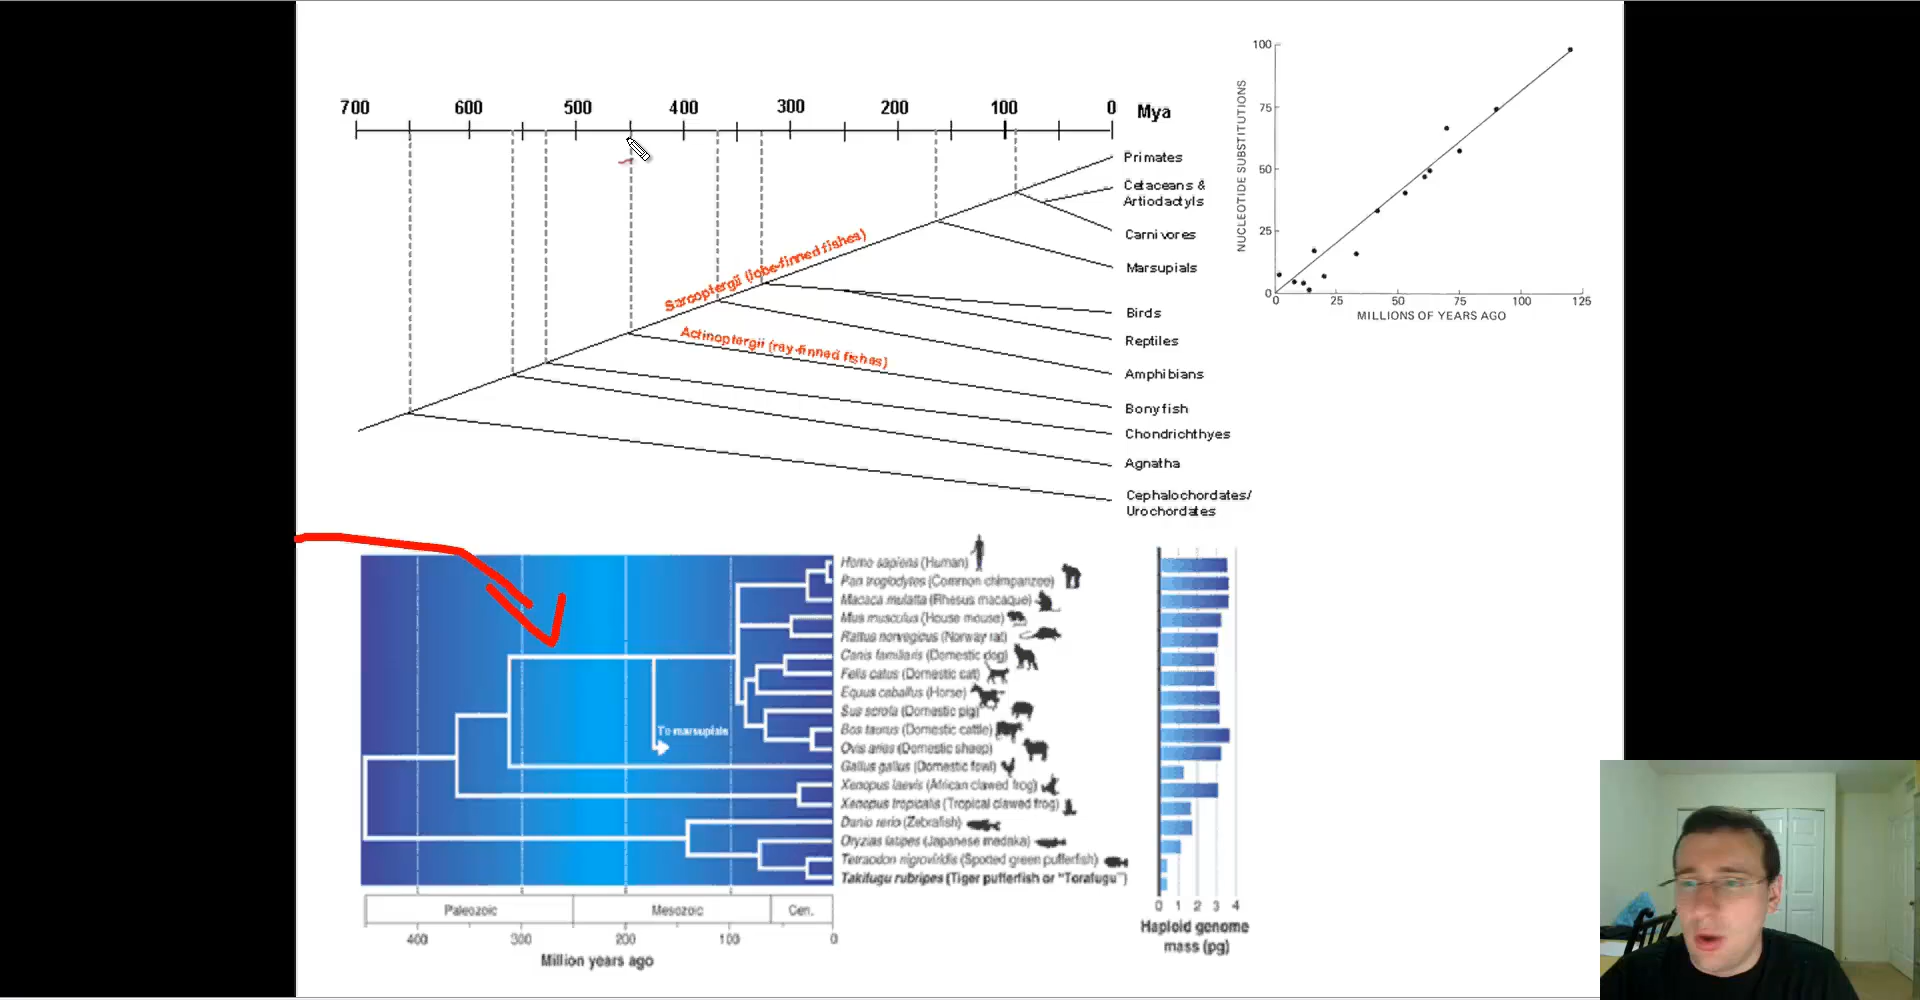 700 600 500 400 300 200 100 0 Mya
Primates
Cetaceans &
Artiodactyls
Carnivores
Marsupials
Birds
Reptiles
Amphibians
Bonyfish
Chondrichthyes
Agnatha
Cephalochordates/
Urochordates
Sarcoptergii (lobe-finned fishes)
Actinoptergii (ray-finned fishes)
NUCLEOTIDE SUBSTITUTIONS
100
75
50
25
0
0 25 50 75 100 125
MILLIONS OF YEARS AGO
Homo sapiens (Human)
Pan troglodytes (Common chimpanzee)
Macaca mulatta (Rhesus macaque)
Mus musculus (House mouse)
Rattus norvegicus (Norway rat)
Canis familiaris (Domestic dog)
Felis catus (Domestic cat)
Equus caballus (Horse)
Sus scrofa (Domestic pig)
Bos taurus (Domestic cattle)
Ovis aries (Domestic sheep)
Gallus gallus (Domestic fowl)
Xenopus laevis (African clawed frog)
Xenopus tropicalis (Tropical clawed frog)
Danio rerio (Zebrafish)
Oryzias latipes (Japanese medaka)
Tetraodon nigroviridis (Spotted green pufferfish)
Takifugu rubripes (Tiger pufferfish or "Torafugu")
To marsupials
Paleozoic Mesozoic Cen.
400 300 200 100 0
Million years ago
0 1 2 3 4
Haploid genome
mass (pg)